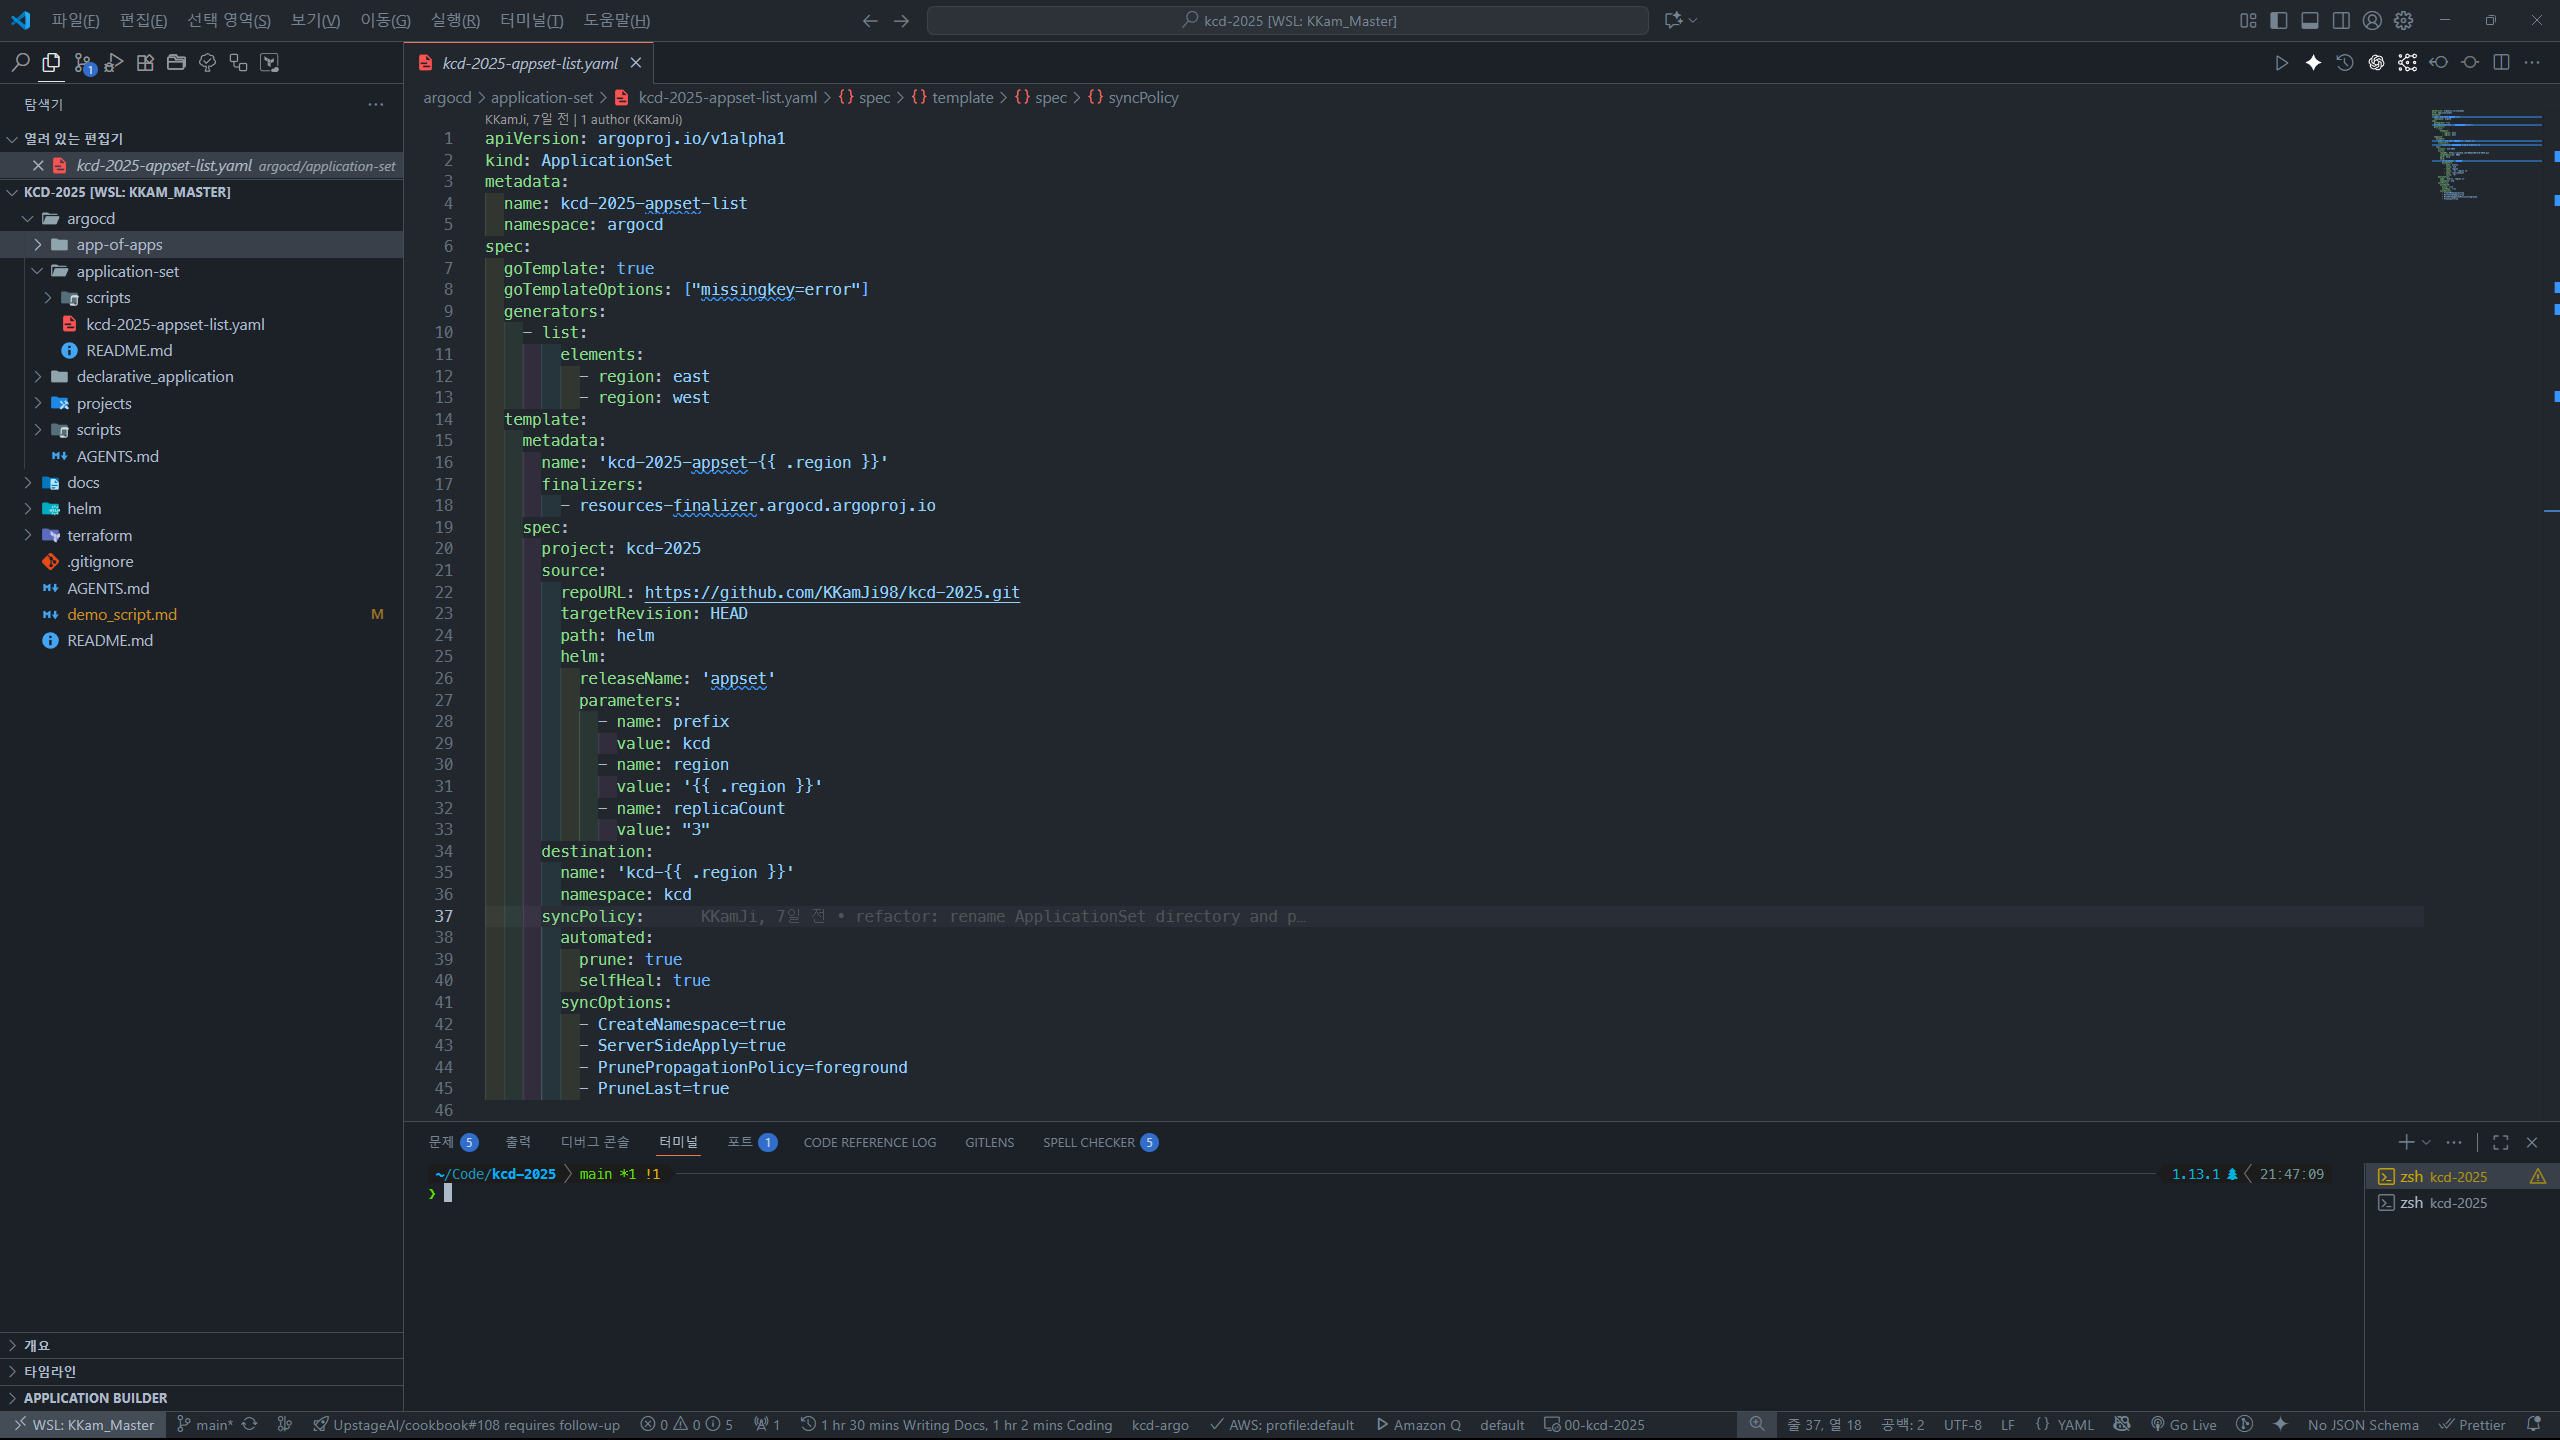 파일(F) 편집(E) 선택 영역(S) 보기(V) 이동(G) 실행(R) 터미널(T) 도움말(H)
kcd-2025 [WSL: KKam_Master]
1
탐색기
열려 있는 편집기
kcd-2025-appset-list.yaml argocd/application-set
KCD-2025 [WSL: KKAM_MASTER]
argocd
app-of-apps
application-set
scripts
kcd-2025-appset-list.yaml
README.md
declarative_application
projects
scripts
AGENTS.md
docs
helm
terraform
.gitignore
AGENTS.md
demo_script.md M
README.md
개요
타임라인
APPLICATION BUILDER
kcd-2025-appset-list.yaml
argocd > application-set > kcd-2025-appset-list.yaml > {} spec > {} template > {} spec > {} syncPolicy
KKamJi, 7일 전 | 1 author (KKamJi)
1 apiVersion: argoproj.io/v1alpha1
2 kind: ApplicationSet
3 metadata:
4 name: kcd-2025-appset-list
5 namespace: argocd
6 spec:
7 goTemplate: true
8 goTemplateOptions: ["missingkey=error"]
9 generators:
10 - list:
11 elements:
12 - region: east
13 - region: west
14 template:
15 metadata:
16 name: 'kcd-2025-appset-{{ .region }}'
17 finalizers:
18 - resources-finalizer.argocd.argoproj.io
19 spec:
20 project: kcd-2025
21 source:
22 repoURL: https://github.com/KKamJi98/kcd-2025.git
23 targetRevision: HEAD
24 path: helm
25 helm:
26 releaseName: 'appset'
27 parameters:
28 - name: prefix
29 value: kcd
30 - name: region
31 value: '{{ .region }}'
32 - name: replicaCount
33 value: "3"
34 destination:
35 name: 'kcd-{{ .region }}'
36 namespace: kcd
37 syncPolicy: KKamJi, 7일 전 • refactor: rename ApplicationSet directory and p…
38 automated:
39 prune: true
40 selfHeal: true
41 syncOptions:
42 - CreateNamespace=true
43 - ServerSideApply=true
44 - PrunePropagationPolicy=foreground
45 - PruneLast=true
46
문제 5 출력 디버그 콘솔 터미널 포트 1 CODE REFERENCE LOG GITLENS SPELL CHECKER 5
~/Code/kcd-2025 > main *1 !1 1.13.1 < 21:47:09
❯
zsh kcd-2025
zsh kcd-2025
WSL: KKam_Master main* UpstageAI/cookbook#108 requires follow-up 0 0 5 1 1 hr 30 mins Writing Docs, 1 hr 2 mins Coding kcd-argo AWS: profile:default Amazon Q default 00-kcd-2025 줄 37, 열 18 공백: 2 UTF-8 LF {} YAML Go Live No JSON Schema Prettier